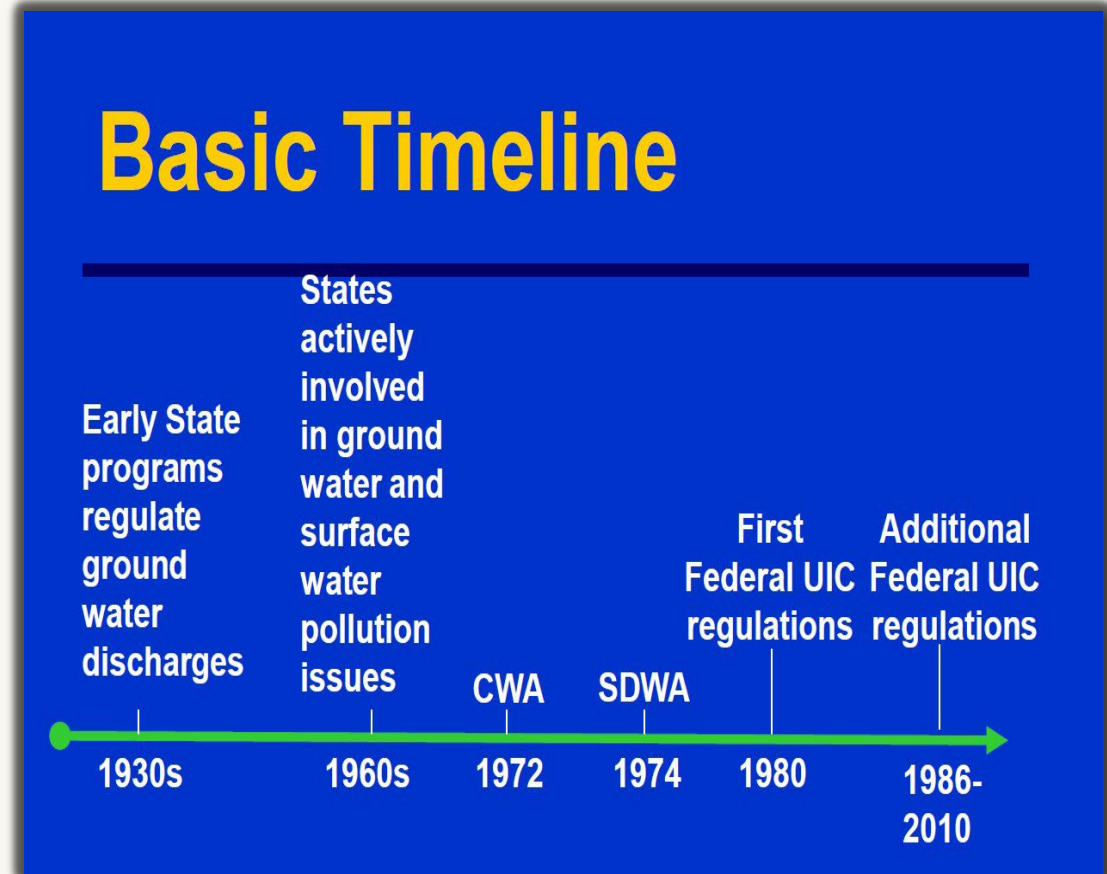 Basic Timeline
Early State
programs
regulate
ground
water
discharges
States
actively
involved
in ground
water and
surface
water
pollution
issues
CWA
SDWA
First
Federal UIC
regulations
Additional
Federal UIC
regulations
1930s
1960s
1972
1974
1980
1986-
2010